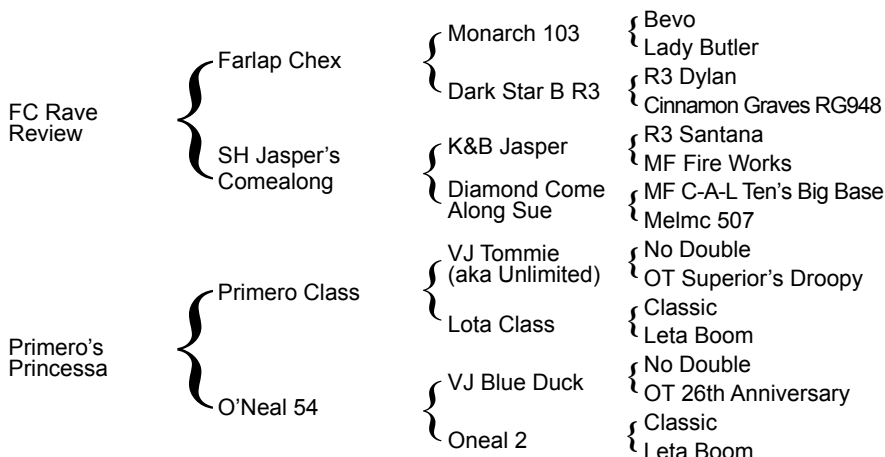 FC Rave
Review
Farlap Chex
SH Jasper's
Comealong
Monarch 103
Dark Star B R3
K&B Jasper
Diamond Come
Along Sue
Bevo
Lady Butler
R3 Dylan
Cinnamon Graves RG948
R3 Santana
MF Fire Works
MF C-A-L Ten's Big Base
Melmc 507
Primero's
Princessa
Primero Class
O'Neal 54
VJ Tommie
(aka Unlimited)
Lota Class
VJ Blue Duck
Oneal 2
No Double
OT Superior's Droopy
Classic
Leta Boom
No Double
OT 26th Anniversary
Classic
Leta Boom